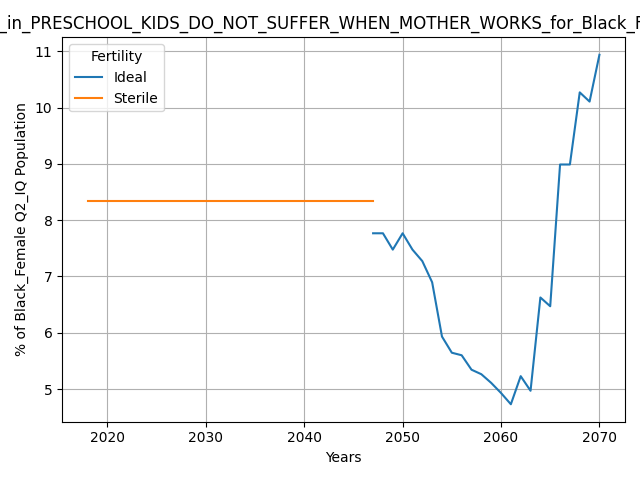 _in_PRESCHOOL_KIDS_DO_NOT_SUFFER_WHEN_MOTHER_WORKS_for_Black_F
11
10
9
8
7
6
5
% of Black_Female Q2_IQ Population
Fertility
Ideal
Sterile
2020
2030
2040
2050
2060
2070
Years